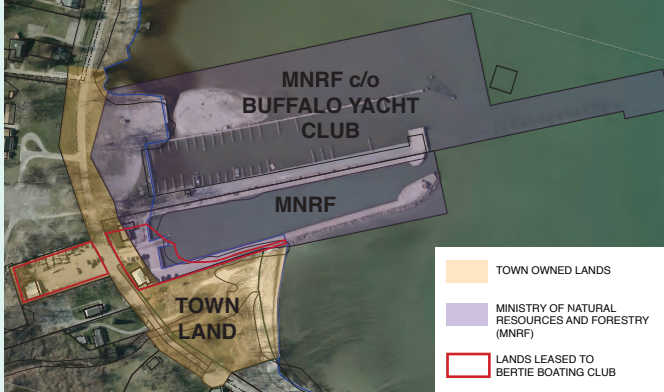 MNRF c/o
BUFFALO YACHT
CLUB
MNRF
TOWN
LAND
TOWN OWNED LANDS
MINISTRY OF NATURAL
RESOURCES AND FORESTRY
(MNRF)
LANDS LEASED TO
BERTIE BOATING CLUB